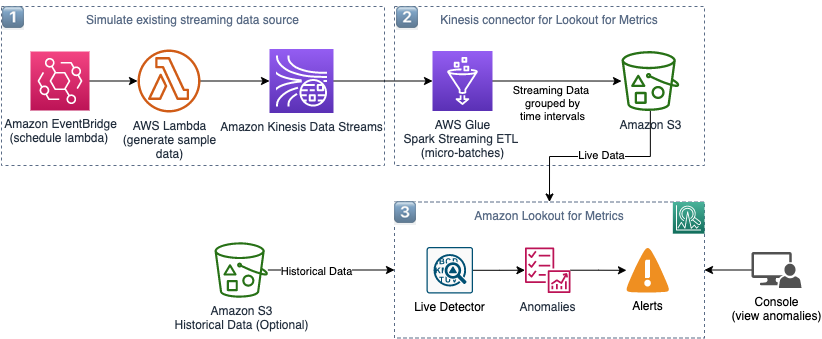 1
Simulate existing streaming data source
2
Kinesis connector for Lookout for Metrics
Amazon EventBridge
(schedule lambda)
AWS Lambda
(generate sample
data)
Amazon Kinesis Data Streams
AWS Glue
Spark Streaming ETL
(micro-batches)
Streaming Data
grouped by
time intervals
Amazon S3
Live Data
3
Amazon Lookout for Metrics
Historical Data
Amazon S3
Historical Data (Optional)
Live Detector
Anomalies
Alerts
Console
(view anomalies)